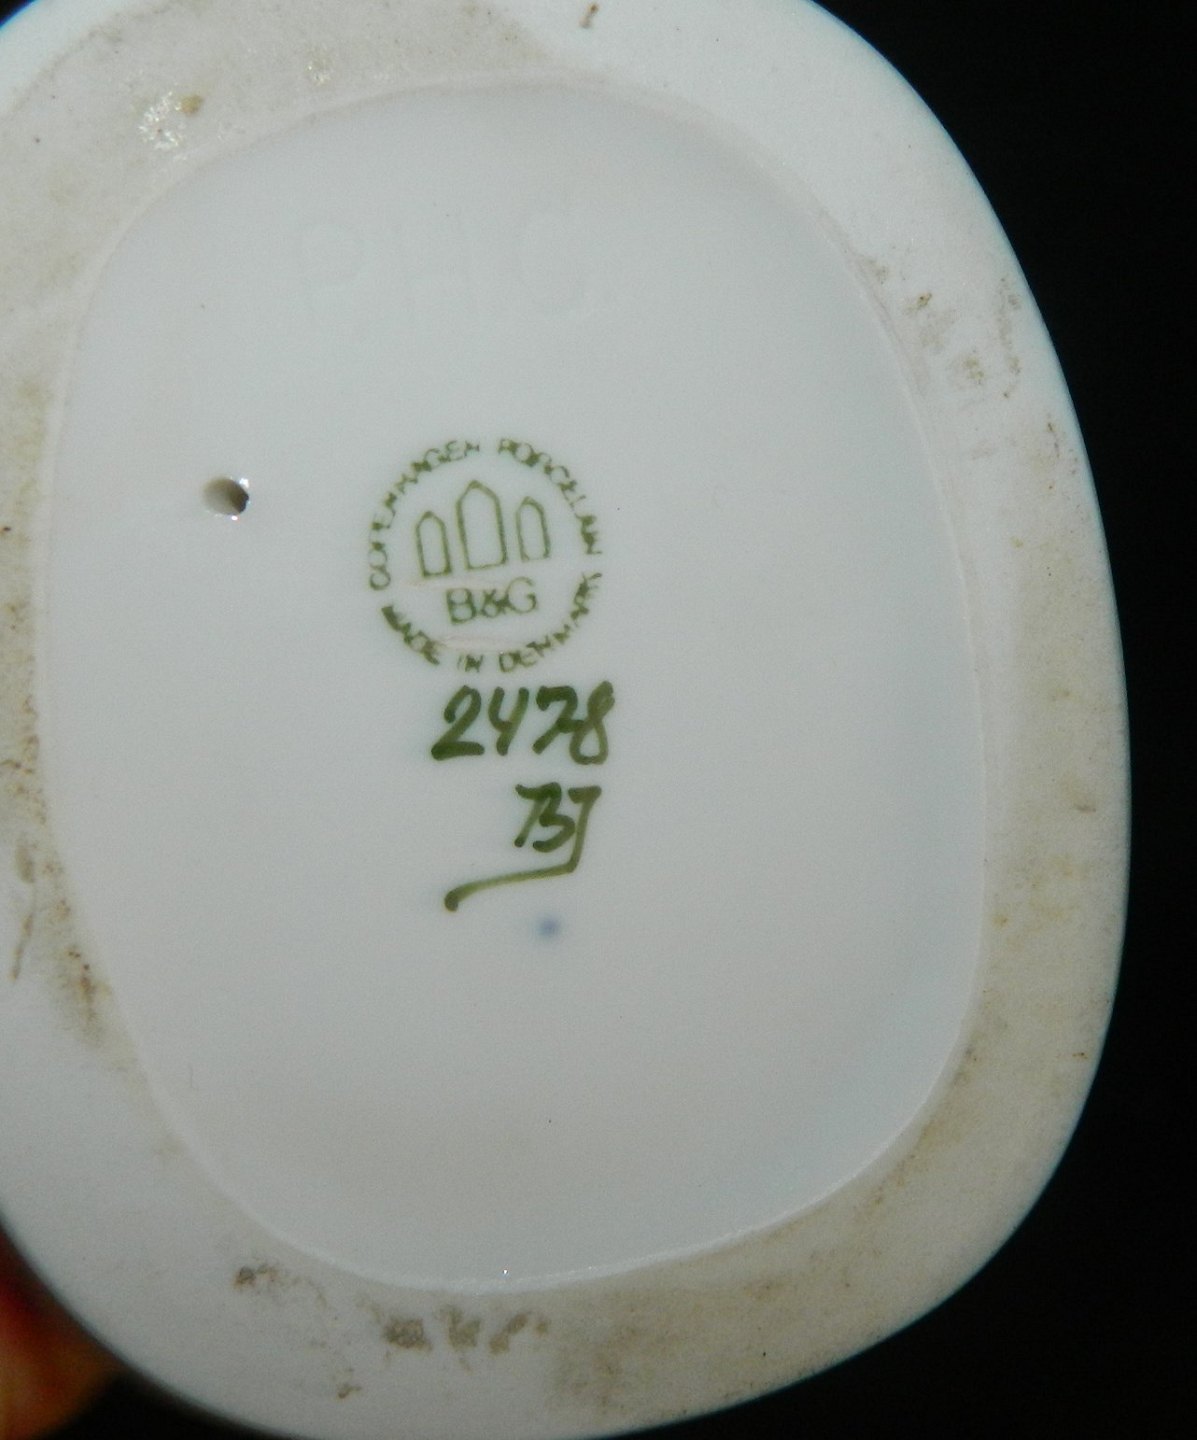 COPENHAGEN PORCELAIN
B&G
MADE IN DENMARK
2478
BJ